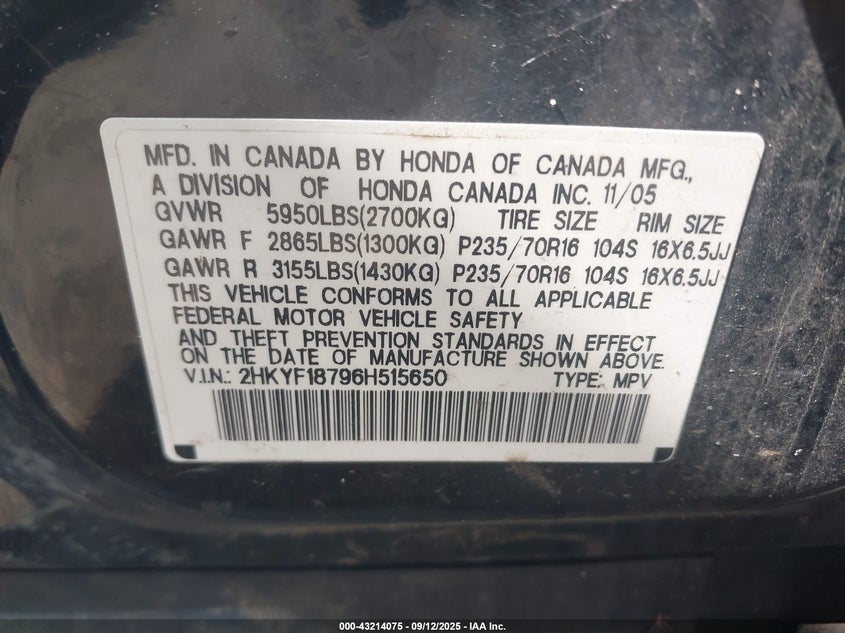 MFD. IN CANADA BY HONDA OF CANADA MFG.,
A DIVISION OF HONDA CANADA INC. 11/05
GVWR 5950LBS(2700KG) TIRE SIZE RIM SIZE
GAWR F 2865LBS(1300KG) P235/70R16 104S 16X6.5JJ
GAWR R 3155LBS(1430KG) P235/70R16 104S 16X6.5JJ
THIS VEHICLE CONFORMS TO ALL APPLICABLE
FEDERAL MOTOR VEHICLE SAFETY
AND THEFT PREVENTION STANDARDS IN EFFECT
ON THE DATE OF MANUFACTURE SHOWN ABOVE.
V.I.N.: 2HKYF18796H515650 TYPE: MPV
000-43214075 - 09/12/2025 - IAA Inc.